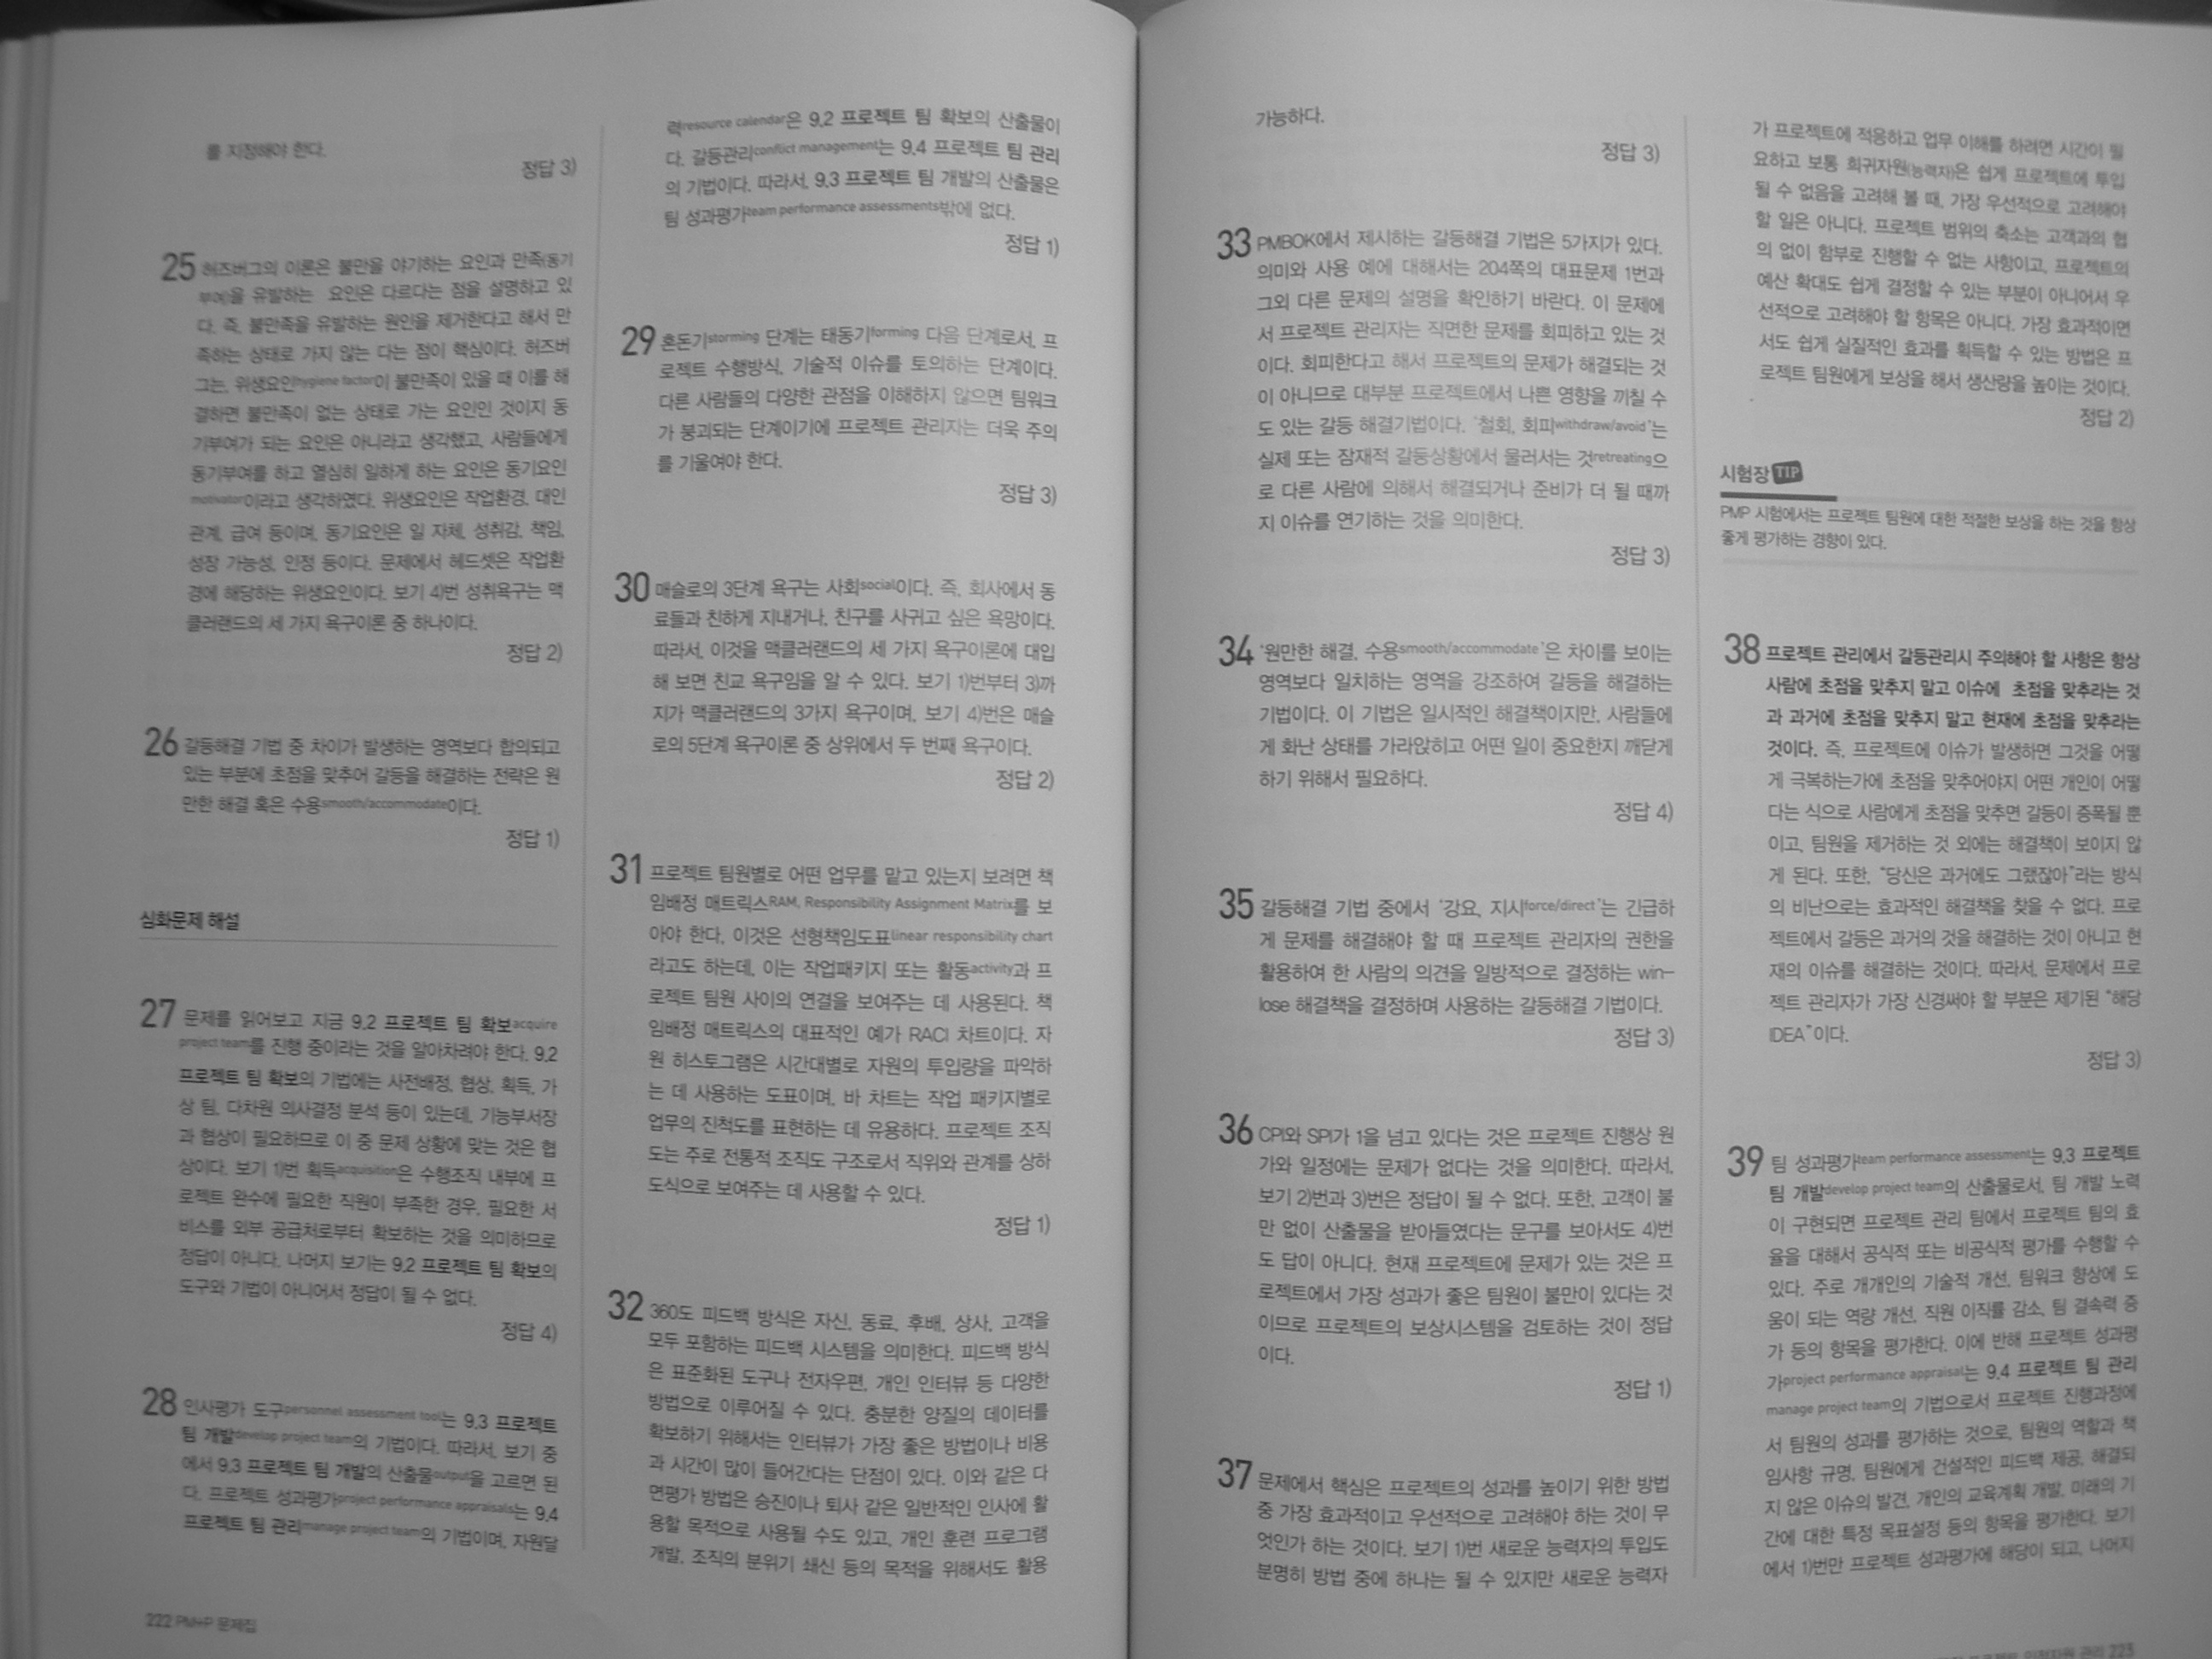 를 지정해야 한다.
정답 3)
25 허즈버그의 이론은 불만을 야기하는 요인과 만족(동기
부여)을 유발하는 요인은 다르다는 점을 설명하고 있
다. 즉, 불만족을 유발하는 원인을 제거한다고 해서 만
족하는 상태로 가지 않는 다는 점이 핵심이다. 허즈버
그는, 위생요인hygiene factor이 불만족이 있을 때 이를 해
결하면 불만족이 없는 상태로 가는 요인인 것이지 동
기부여가 되는 요인은 아니라고 생각했고, 사람들에게
동기부여를 하고 열심히 일하게 하는 요인은 동기요인
motivator이라고 생각하였다. 위생요인은 작업환경, 대인
관계, 급여 등이며, 동기요인은 일 자체, 성취감, 책임,
성장 가능성, 인정 등이다. 문제에서 헤드셋은 작업환
경에 해당하는 위생요인이다. 보기 4)번 성취욕구는 맥
클러랜드의 세 가지 욕구이론 중 하나이다.
정답 2)
26 갈등해결 기법 중 차이가 발생하는 영역보다 합의되고
있는 부분에 초점을 맞추어 갈등을 해결하는 전략은 원
만한 해결 혹은 수용smooth/accommodate이다.
정답 1)
심화문제 해설
27 문제를 읽어보고 지금 9.2 프로젝트 팀 확보acquire
project team를 진행 중이라는 것을 알아차려야 한다. 9.2
프로젝트 팀 확보의 기법에는 사전배정, 협상, 획득, 가
상 팀, 다차원 의사결정 분석 등이 있는데, 기능부서장
과 협상이 필요하므로 이 중 문제 상황에 맞는 것은 협
상이다. 보기 1)번 획득acquisition은 수행조직 내부에 프
로젝트 완수에 필요한 직원이 부족한 경우, 필요한 서
비스를 외부 공급처로부터 확보하는 것을 의미하므로
정답이 아니다. 나머지 보기는 9.2 프로젝트 팀 확보의
도구와 기법이 아니어서 정답이 될 수 없다.
정답 4)
28 인사평가 도구personnel assessment tool는 9.3 프로젝트
팀 개발develop project team의 기법이다. 따라서, 보기 중
에서 9.3 프로젝트 팀 개발의 산출물output을 고르면 된
다. 프로젝트 성과평가project performance appraisals는 9.4
프로젝트 팀 관리manage project team의 기법이며, 자원달
222 PM+P 문제집
력resource calendar은 9.2 프로젝트 팀 확보의 산출물이
다. 갈등관리conflict management는 9.4 프로젝트 팀 관리
의 기법이다. 따라서, 9.3 프로젝트 팀 개발의 산출물은
팀 성과평가team performance assessments밖에 없다.
정답 1)
29 혼돈기storming 단계는 태동기forming 다음 단계로서, 프
로젝트 수행방식, 기술적 이슈를 토의하는 단계이다.
다른 사람들의 다양한 관점을 이해하지 않으면 팀워크
가 붕괴되는 단계이기에 프로젝트 관리자는 더욱 주의
를 기울여야 한다.
정답 3)
30 매슬로의 3단계 욕구는 사회social이다. 즉, 회사에서 동
료들과 친하게 지내거나, 친구를 사귀고 싶은 욕망이다.
따라서, 이것을 맥클러랜드의 세 가지 욕구이론에 대입
해 보면 친교 욕구임을 알 수 있다. 보기 1)번부터 3)까
지가 맥클러랜드의 3가지 욕구이며, 보기 4)번은 매슬
로의 5단계 욕구이론 중 상위에서 두 번째 욕구이다.
정답 2)
31 프로젝트 팀원별로 어떤 업무를 맡고 있는지 보려면 책
임배정 매트릭스RAM, Responsibility Assignment Matrix를 보
아야 한다. 이것은 선형책임도표linear responsibility chart
라고도 하는데, 이는 작업패키지 또는 활동activity과 프
로젝트 팀원 사이의 연결을 보여주는 데 사용된다. 책
임배정 매트릭스의 대표적인 예가 RACI 차트이다. 자
원 히스토그램은 시간대별로 자원의 투입량을 파악하
는 데 사용하는 도표이며, 바 차트는 작업 패키지별로
업무의 진척도를 표현하는 데 유용하다. 프로젝트 조직
도는 주로 전통적 조직도 구조로서 직위와 관계를 상하
도식으로 보여주는 데 사용할 수 있다.
정답 1)
32 360도 피드백 방식은 자신, 동료, 후배, 상사, 고객을
모두 포함하는 피드백 시스템을 의미한다. 피드백 방식
은 표준화된 도구나 전자우편, 개인 인터뷰 등 다양한
방법으로 이루어질 수 있다. 충분한 양질의 데이터를
확보하기 위해서는 인터뷰가 가장 좋은 방법이나 비용
과 시간이 많이 들어간다는 단점이 있다. 이와 같은 다
면평가 방법은 승진이나 퇴사 같은 일반적인 인사에 활
용할 목적으로 사용될 수도 있고, 개인 훈련 프로그램
개발, 조직의 분위기 쇄신 등의 목적을 위해서도 활용
가능하다.
정답 3)
33 PMBOK에서 제시하는 갈등해결 기법은 5가지가 있다.
의미와 사용 예에 대해서는 204쪽의 대표문제 1번과
그외 다른 문제의 설명을 확인하기 바란다. 이 문제에
서 프로젝트 관리자는 직면한 문제를 회피하고 있는 것
이다. 회피한다고 해서 프로젝트의 문제가 해결되는 것
이 아니므로 대부분 프로젝트에서 나쁜 영향을 끼칠 수
도 있는 갈등 해결기법이다. ‘철회, 회피withdraw/avoid’는
실제 또는 잠재적 갈등상황에서 물러서는 것retreating으
로 다른 사람에 의해서 해결되거나 준비가 더 될 때까
지 이슈를 연기하는 것을 의미한다.
정답 3)
34 ‘원만한 해결, 수용smooth/accommodate’은 차이를 보이는
영역보다 일치하는 영역을 강조하여 갈등을 해결하는
기법이다. 이 기법은 일시적인 해결책이지만, 사람들에
게 화난 상태를 가라앉히고 어떤 일이 중요한지 깨닫게
하기 위해서 필요하다.
정답 4)
35 갈등해결 기법 중에서 ‘강요, 지시force/direct’는 긴급하
게 문제를 해결해야 할 때 프로젝트 관리자의 권한을
활용하여 한 사람의 의견을 일방적으로 결정하는 win-
lose 해결책을 결정하며 사용하는 갈등해결 기법이다.
정답 3)
36 CPI와 SPI가 1을 넘고 있다는 것은 프로젝트 진행상 원
가와 일정에는 문제가 없다는 것을 의미한다. 따라서,
보기 2)번과 3)번은 정답이 될 수 없다. 또한, 고객이 불
만 없이 산출물을 받아들였다는 문구를 보아서도 4)번
도 답이 아니다. 현재 프로젝트에 문제가 있는 것은 프
로젝트에서 가장 성과가 좋은 팀원이 불만이 있다는 것
이므로 프로젝트의 보상시스템을 검토하는 것이 정답
이다.
정답 1)
37 문제에서 핵심은 프로젝트의 성과를 높이기 위한 방법
중 가장 효과적이고 우선적으로 고려해야 하는 것이 무
엇인가 하는 것이다. 보기 1)번 새로운 능력자의 투입도
분명히 방법 중에 하나는 될 수 있지만 새로운 능력자
가 프로젝트에 적응하고 업무 이해를 하려면 시간이 필
요하고 보통 희귀자원(능력자)은 쉽게 프로젝트에 투입
될 수 없음을 고려해 볼 때, 가장 우선적으로 고려해야
할 일은 아니다. 프로젝트 범위의 축소는 고객과의 협
의 없이 함부로 진행할 수 없는 사항이고, 프로젝트의
예산 확대도 쉽게 결정할 수 있는 부분이 아니어서 우
선적으로 고려해야 할 항목은 아니다. 가장 효과적이면
서도 쉽게 실질적인 효과를 획득할 수 있는 방법은 프
로젝트 팀원에게 보상을 해서 생산량을 높이는 것이다.
정답 2)
시험장 TIP
PMP 시험에서는 프로젝트 팀원에 대한 적절한 보상을 하는 것을 항상
좋게 평가하는 경향이 있다.
38 프로젝트 관리에서 갈등관리시 주의해야 할 사항은 항상
사람에 초점을 맞추지 말고 이슈에 초점을 맞추라는 것
과 과거에 초점을 맞추지 말고 현재에 초점을 맞추라는
것이다. 즉, 프로젝트에 이슈가 발생하면 그것을 어떻
게 극복하는가에 초점을 맞추어야지 어떤 개인이 어떻
다는 식으로 사람에게 초점을 맞추면 갈등이 증폭될 뿐
이고, 팀원을 제거하는 것 외에는 해결책이 보이지 않
게 된다. 또한, “당신은 과거에도 그랬잖아”라는 방식
의 비난으로는 효과적인 해결책을 찾을 수 없다. 프로
젝트에서 갈등은 과거의 것을 해결하는 것이 아니고 현
재의 이슈를 해결하는 것이다. 따라서, 문제에서 프로
젝트 관리자가 가장 신경써야 할 부분은 제기된 “해당
IDEA”이다.
정답 3)
39 팀 성과평가team performance assessment는 9.3 프로젝트
팀 개발develop project team의 산출물로서, 팀 개발 노력
이 구현되면 프로젝트 관리 팀에서 프로젝트 팀의 효
율을 대해서 공식적 또는 비공식적 평가를 수행할 수
있다. 주로 개개인의 기술적 개선, 팀워크 향상에 도
움이 되는 역량 개선, 직원 이직률 감소, 팀 결속력 증
가 등의 항목을 평가한다. 이에 반해 프로젝트 성과평
가project performance appraisal는 9.4 프로젝트 팀 관리
manage project team의 기법으로서 프로젝트 진행과정에
서 팀원의 성과를 평가하는 것으로, 팀원의 역할과 책
임사항 규명, 팀원에게 건설적인 피드백 제공, 해결되
지 않은 이슈의 발견, 개인의 교육계획 개발, 미래의 기
간에 대한 특정 목표설정 등의 항목을 평가한다. 보기
에서 1)번만 프로젝트 성과평가에 해당이 되고, 나머지
인적자원 관리 223